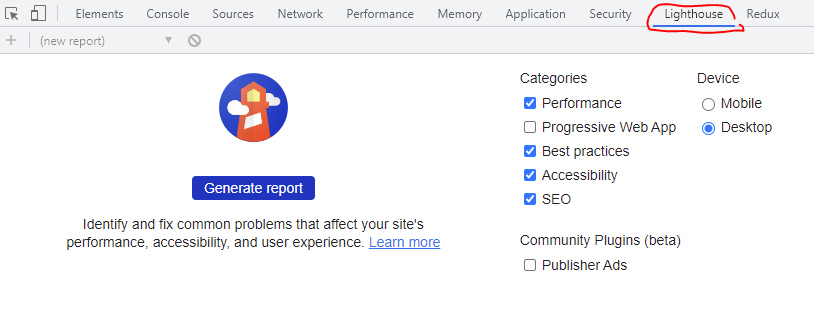 Elements Console Sources Network Performance Memory Application Security Lighthouse Redux
(new report)
Categories
Performance
Progressive Web App
Best practices
Accessibility
SEO
Device
Mobile
Desktop
Generate report
Identify and fix common problems that affect your site's
performance, accessibility, and user experience. Learn more
Community Plugins (beta)
Publisher Ads